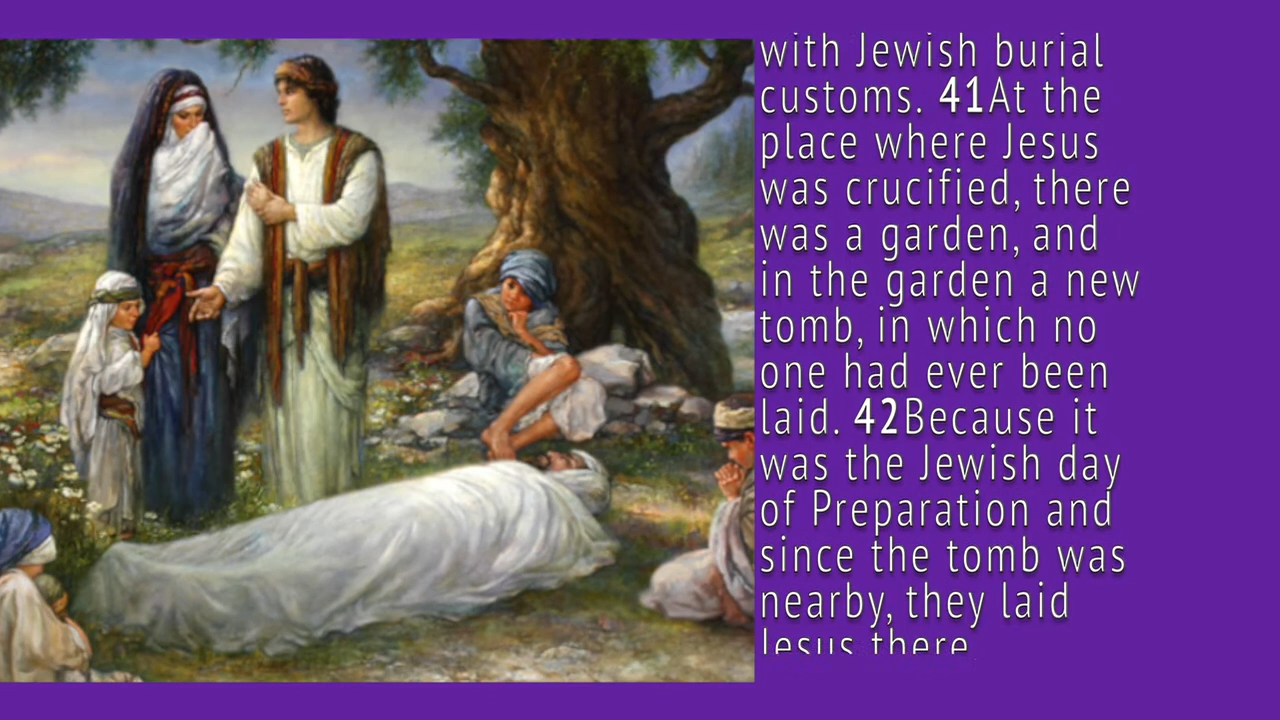 with Jewish burial
customs. 41At the
place where Jesus
was crucified, there
was a garden, and
in the garden a new
tomb, in which no
one had ever been
laid. 42Because it
was the Jewish day
of Preparation and
since the tomb was
nearby, they laid
Jesus there